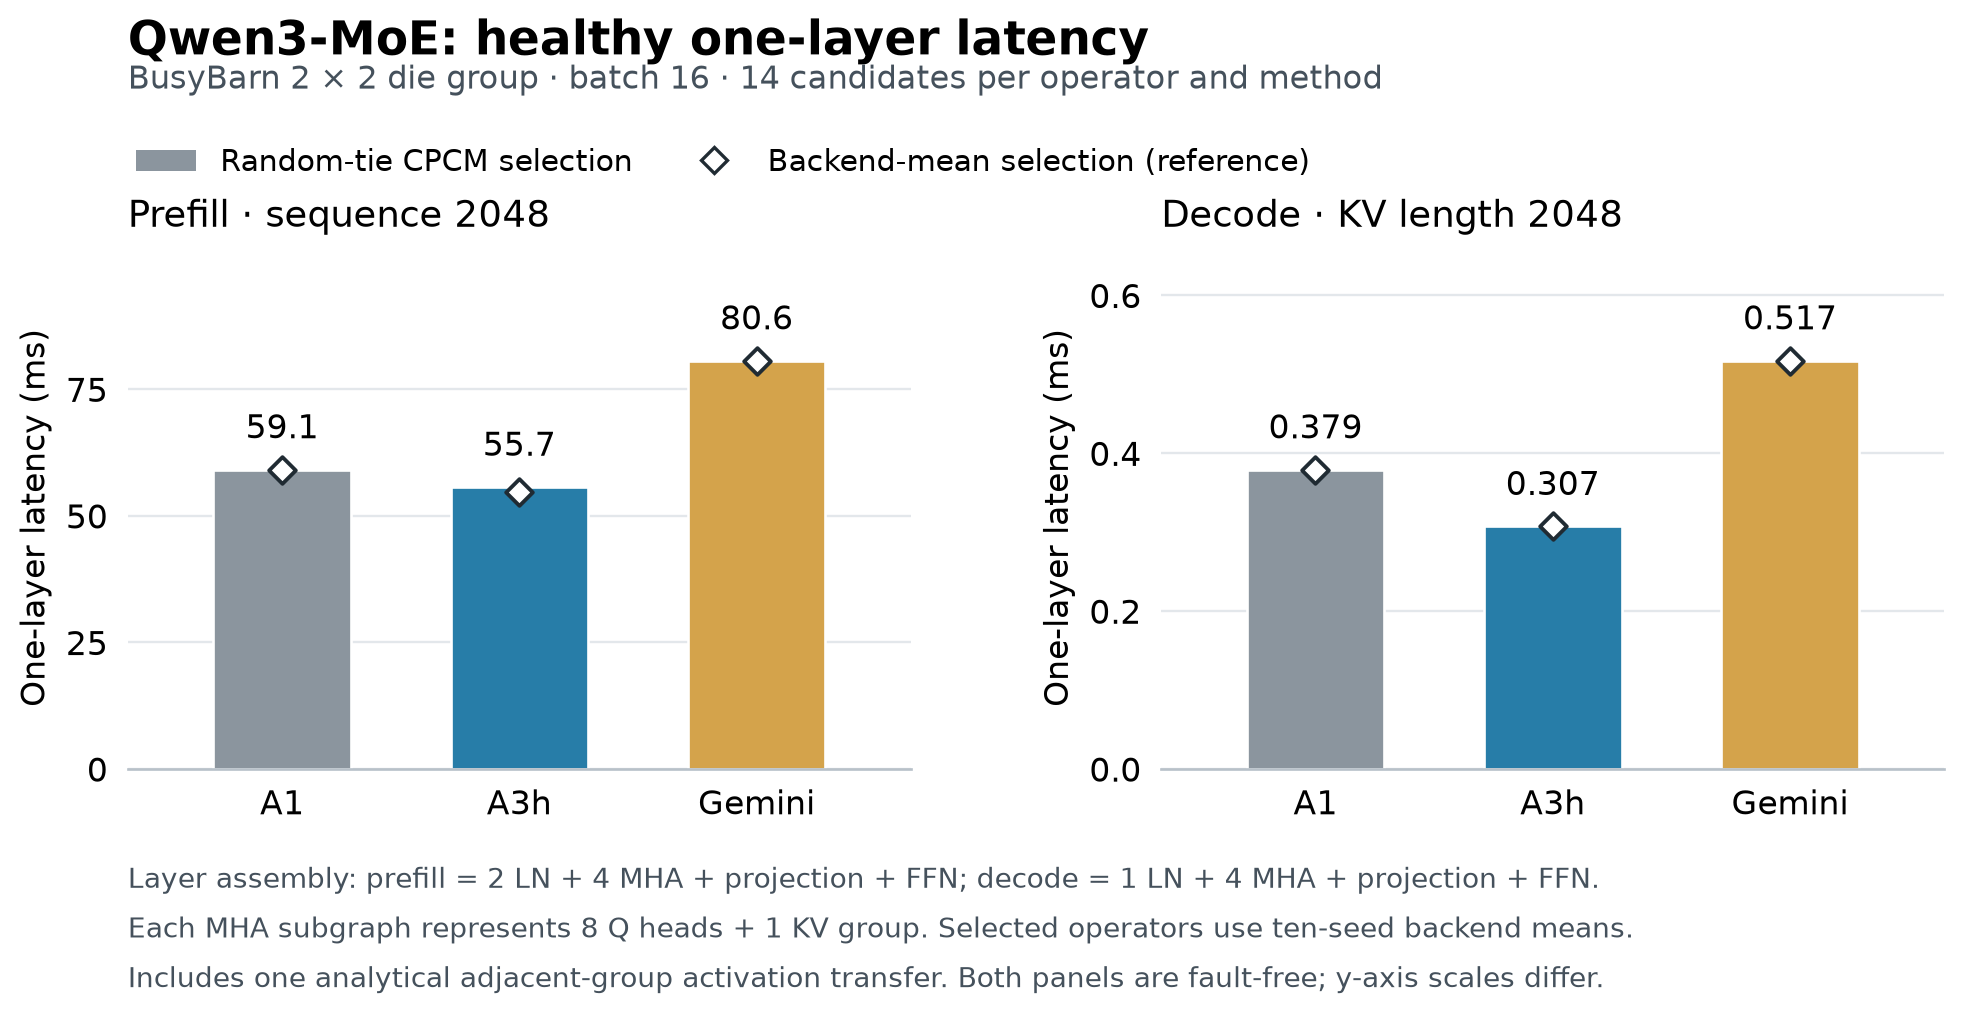 Qwen3-MoE: healthy one-layer latency
BusyBarn 2 × 2 die group · batch 16 · 14 candidates per operator and method
Random-tie CPCM selection
Backend-mean selection (reference)
Prefill · sequence 2048
One-layer latency (ms)
75
50
25
0
59.1
55.7
80.6
A1
A3h
Gemini
Decode · KV length 2048
One-layer latency (ms)
0.6
0.4
0.2
0.0
0.379
0.307
0.517
A1
A3h
Gemini
Layer assembly: prefill = 2 LN + 4 MHA + projection + FFN; decode = 1 LN + 4 MHA + projection + FFN.
Each MHA subgraph represents 8 Q heads + 1 KV group. Selected operators use ten-seed backend means.
Includes one analytical adjacent-group activation transfer. Both panels are fault-free; y-axis scales differ.